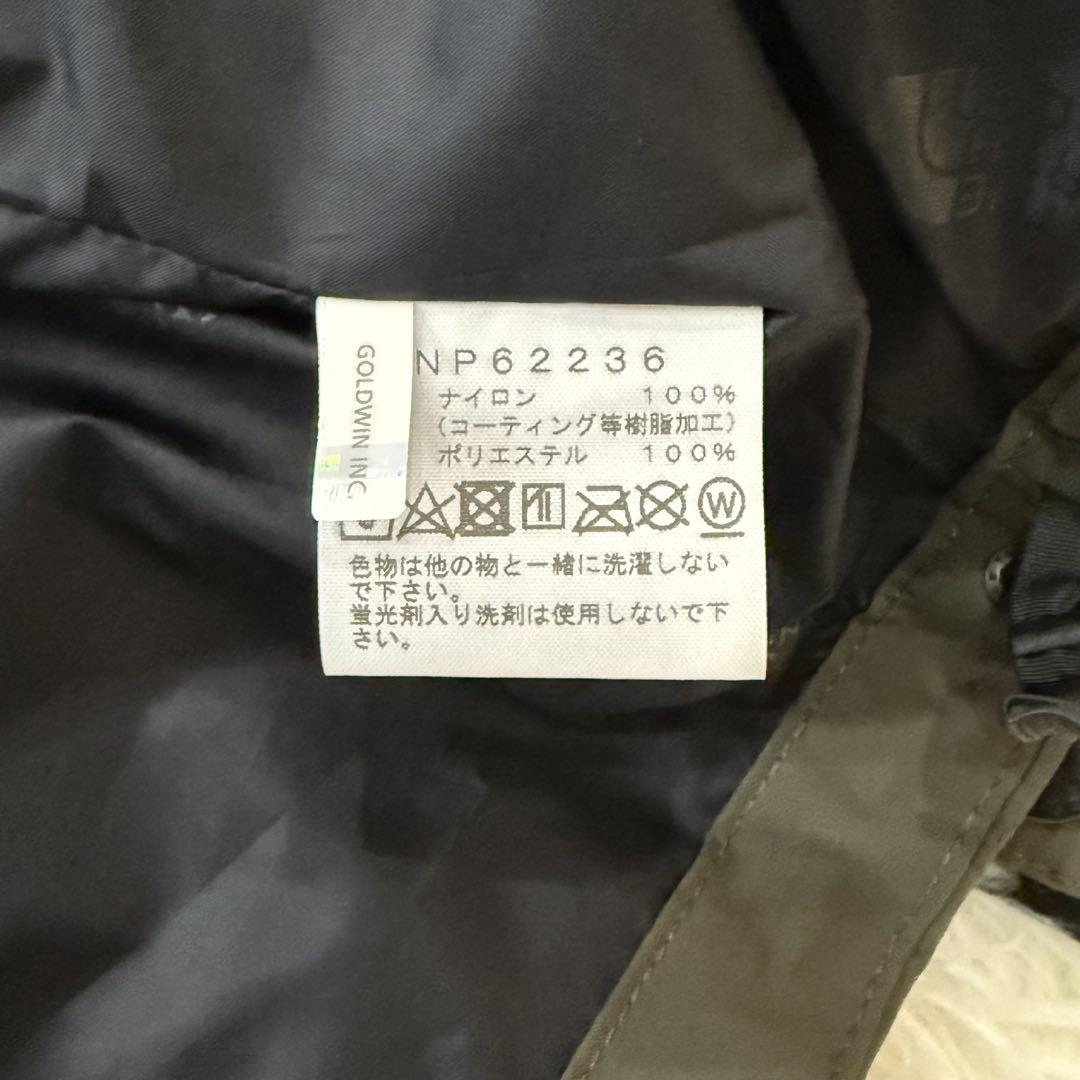 NP62236
ナイロン 100%
(コーティング等樹脂加工)
ポリエステル 100%
W
色物は他の物と一緒に洗濯しない
で下さい。
蛍光剤入り洗剤は使用しないで下
さい。
GOLDWIN INC